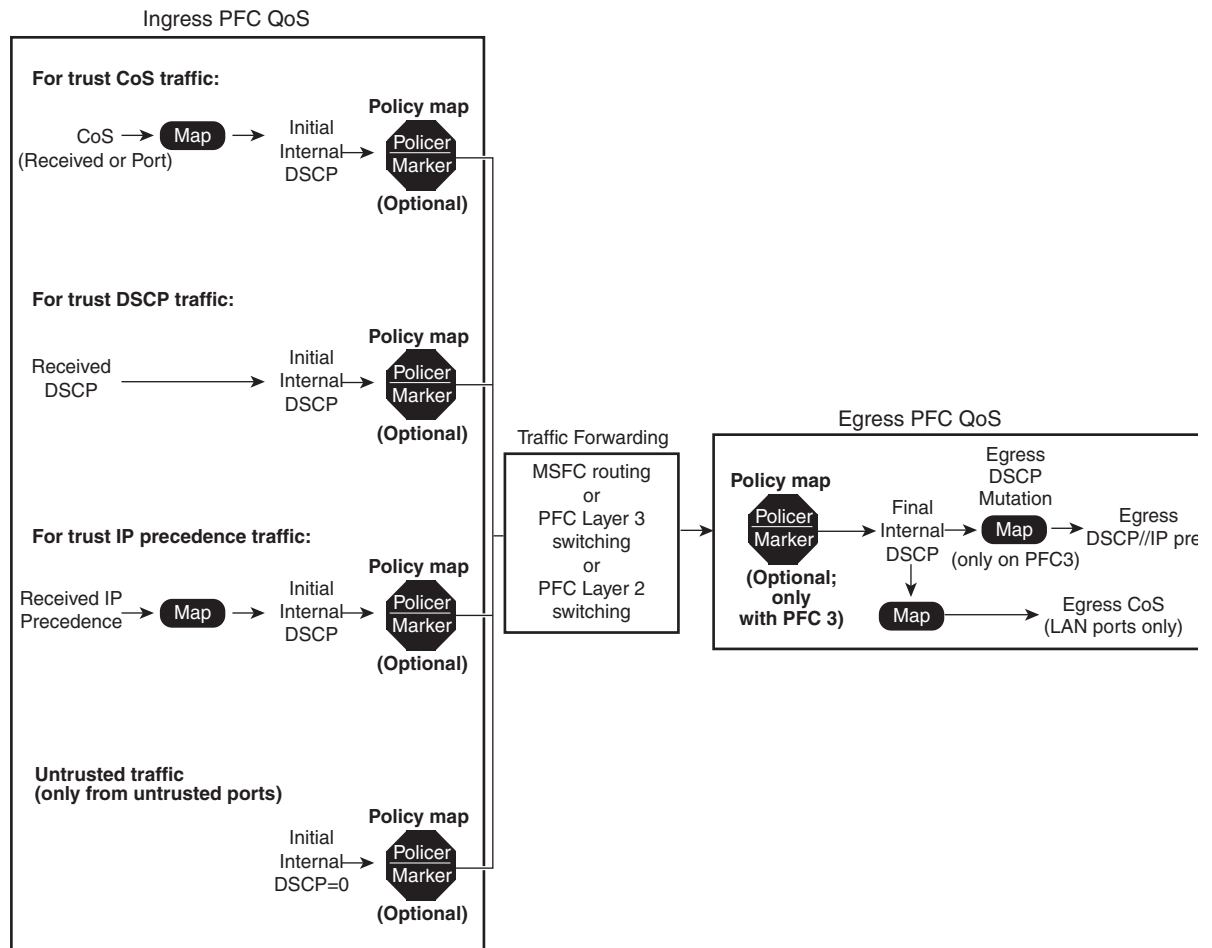 Ingress PFC QoS
For trust CoS traffic:
CoS
(Received or Port)
Map
Initial
Internal
DSCP
Policy map
Policer
Marker
(Optional)
For trust DSCP traffic:
Received
DSCP
Initial
Internal
DSCP
Policy map
Policer
Marker
(Optional)
For trust IP precedence traffic:
Received IP
Precedence
Map
Initial
Internal
DSCP
Policy map
Policer
Marker
(Optional)
Untrusted traffic
(only from untrusted ports)
Initial
Internal
DSCP=0
Policy map
Policer
Marker
(Optional)
Traffic Forwarding
MSFC routing
or
PFC Layer 3
switching
or
PFC Layer 2
switching
Egress PFC QoS
Policy map
Policer
Marker
(Optional;
only
with PFC 3)
Final
Internal
DSCP
Egress
DSCP
Mutation
Map
(only on PFC3)
Egress
DSCP//IP pre
Map
Egress CoS
(LAN ports only)